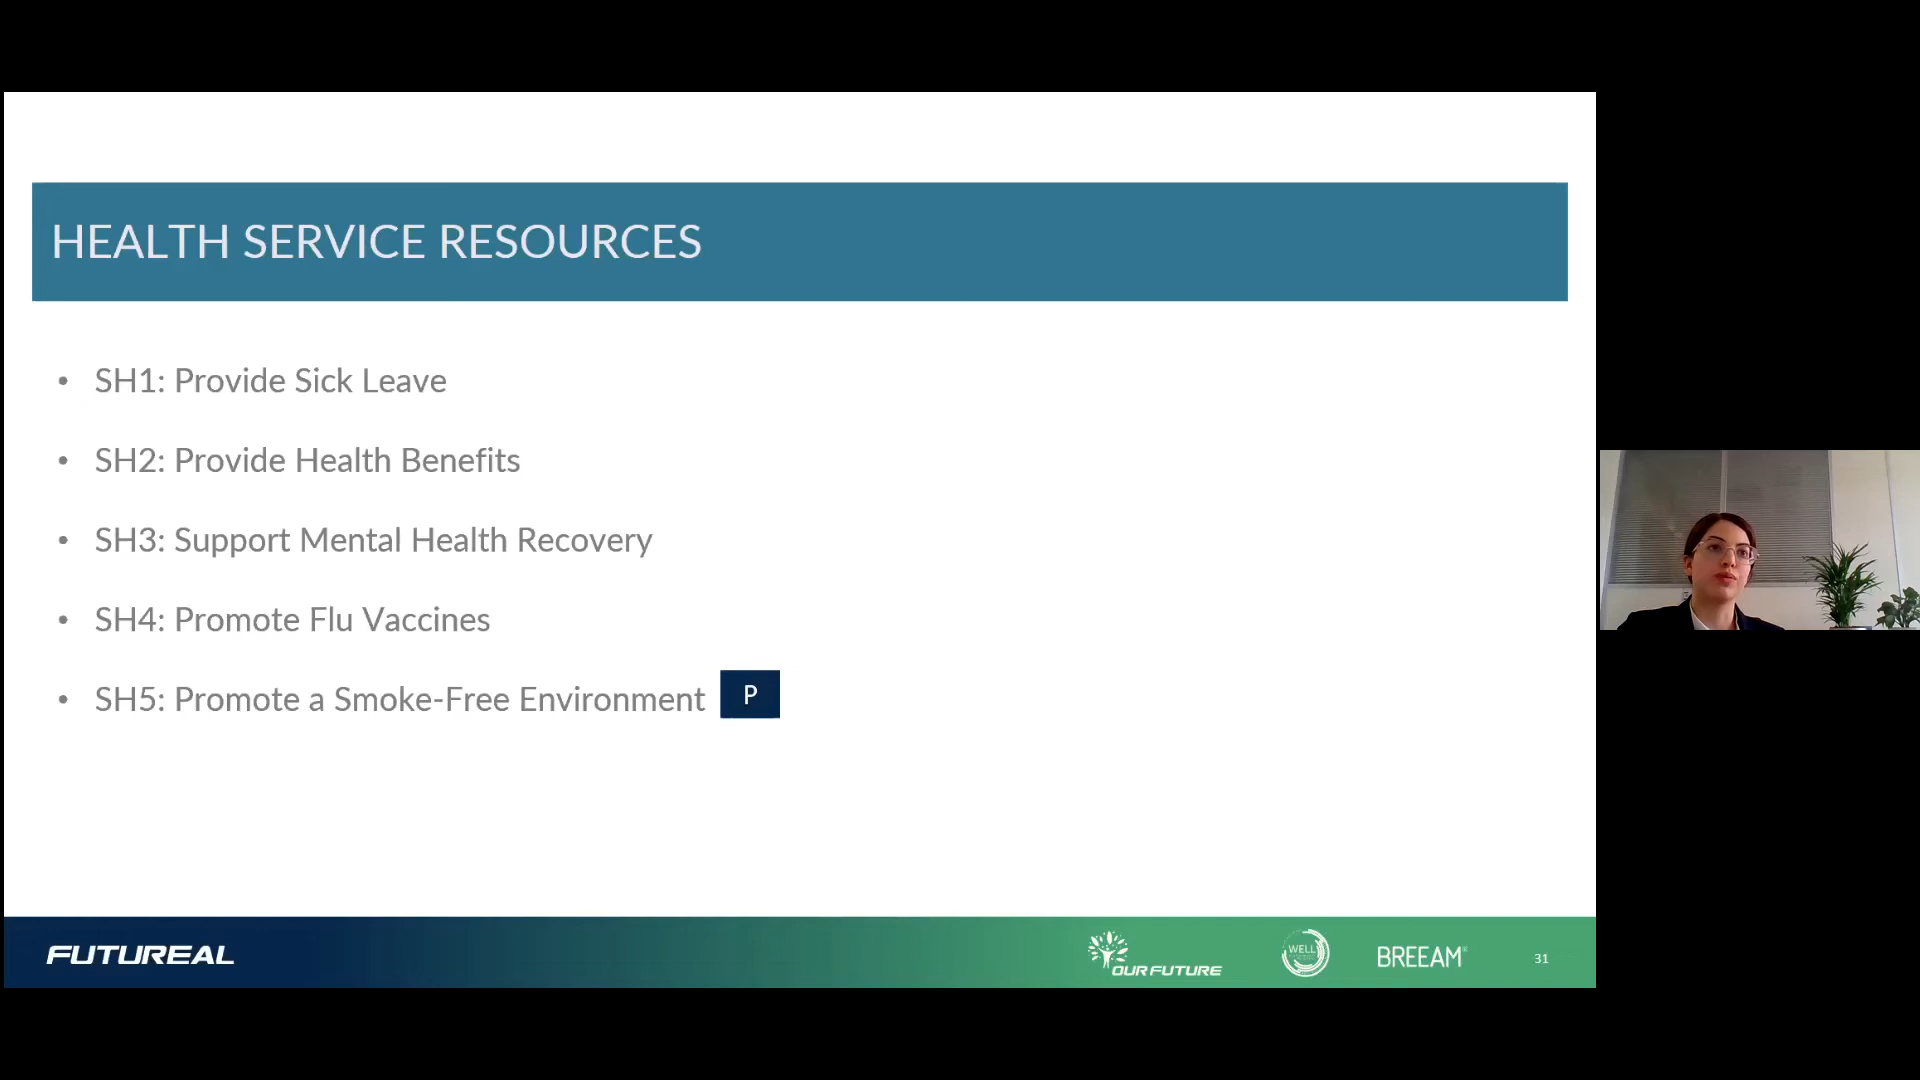 HEALTH SERVICE RESOURCES
• SH1: Provide Sick Leave
• SH2: Provide Health Benefits
• SH3: Support Mental Health Recovery
• SH4: Promote Flu Vaccines
• SH5: Promote a Smoke-Free Environment P
FUTUREAL
OUR FUTURE
WELL
BREEAM®
31